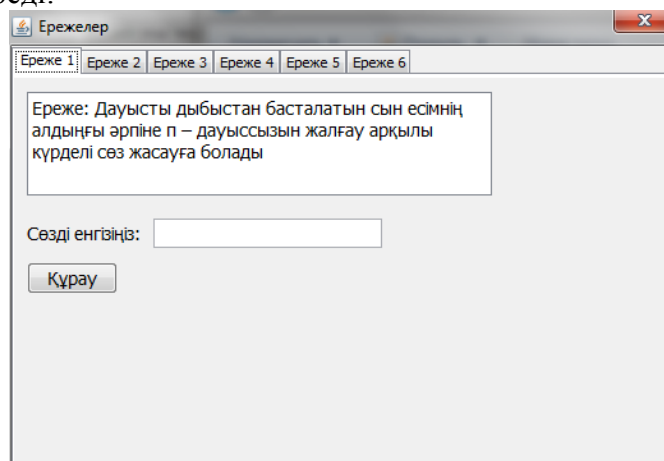 Ережелер
Ереже 1 Ереже 2 Ереже 3 Ереже 4 Ереже 5 Ереже 6
Ереже: Дауысты дыбыстан басталатын сын есімнің
алдыңғы әрпіне п – дауыссызын жалғау арқылы
күрделі сөз жасауға болады
Сөзді енгізіңіз:
Құрау